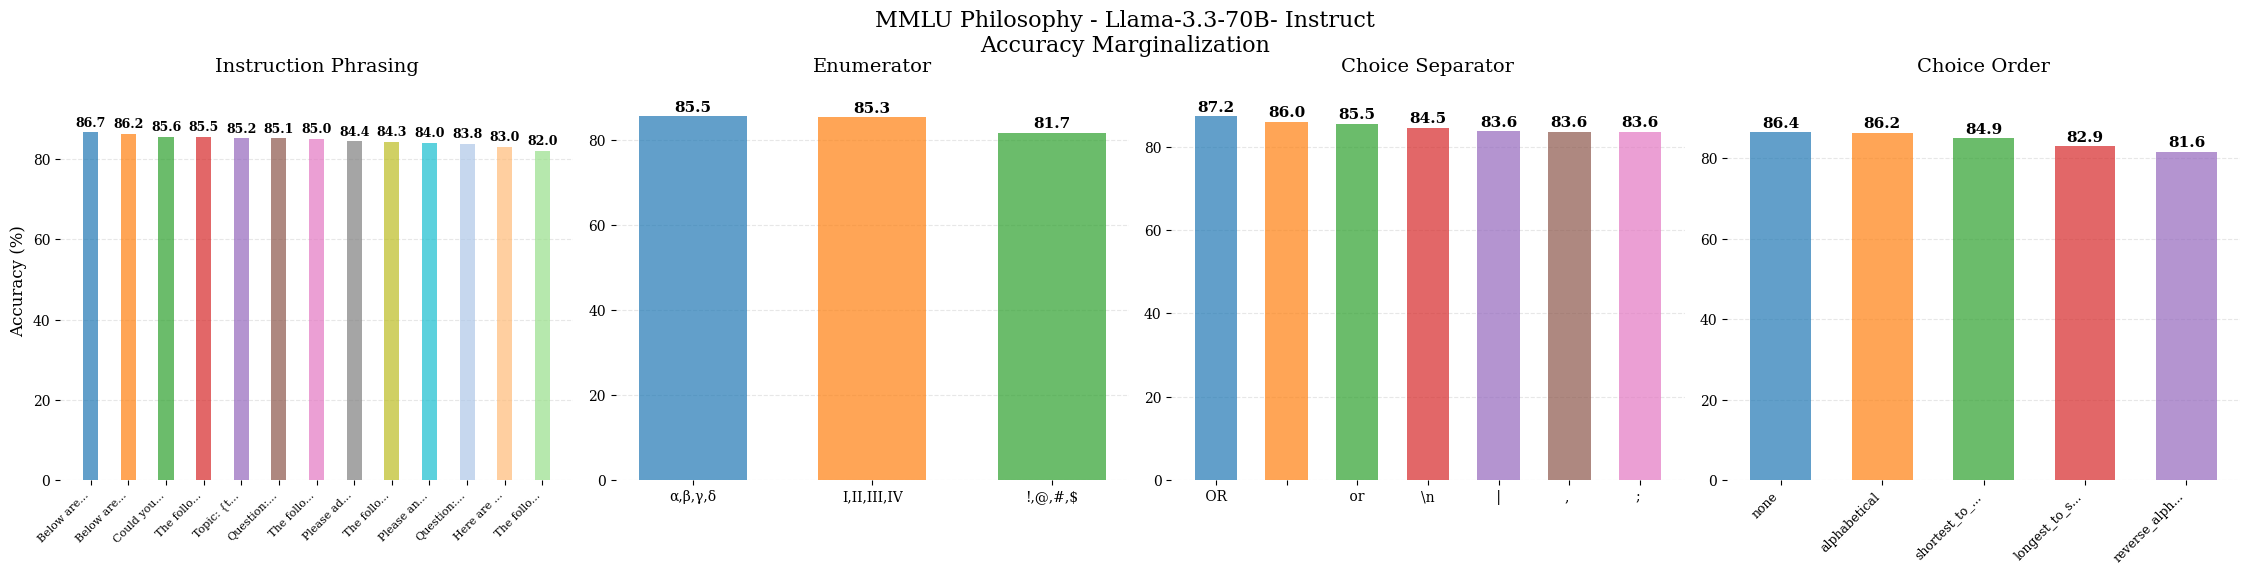 MMLU Philosophy - Llama-3.3-70B- Instruct
Accuracy Marginalization
Instruction Phrasing
Accuracy (%)
86.7 86.2 85.6 85.5 85.2 85.1 85.0 84.4 84.3 84.0 83.8 83.0 82.0
80
60
40
20
0
Below are...
Below are...
Could you...
The follo...
Topic: {t...
Question:...
The follo...
Please ad...
The follo...
Please an...
Question:...
Here are ...
The follo...
Enumerator
85.5 85.3 81.7
80
60
40
20
0
α,β,γ,δ I,II,III,IV !,@,#,$
Choice Separator
87.2 86.0 85.5 84.5 83.6 83.6 83.6
80
60
40
20
0
OR or \n | , ;
Choice Order
86.4 86.2 84.9 82.9 81.6
80
60
40
20
0
none
alphabetical
shortest_to_...
longest_to_s...
reverse_alph...